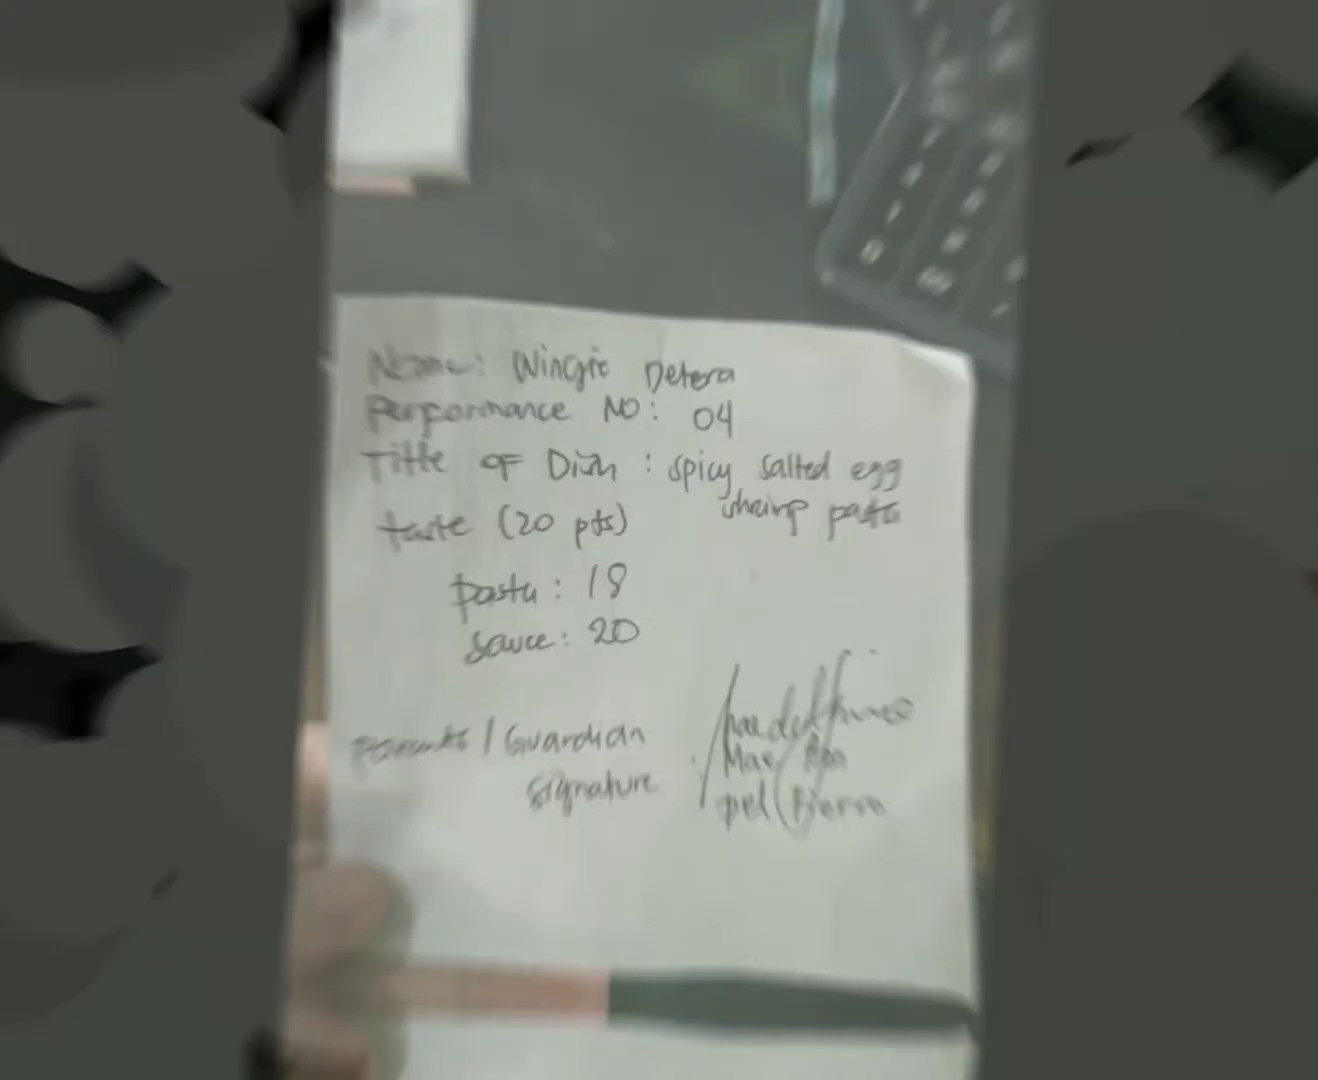 Name: Wingie Detera
Performance No: 04
Title of Dish: Spicy salted egg
shrimp pasta
taste (20 pts)
pasta: 18
sauce: 20
Parents / Guardian
Signature
Mae Ann